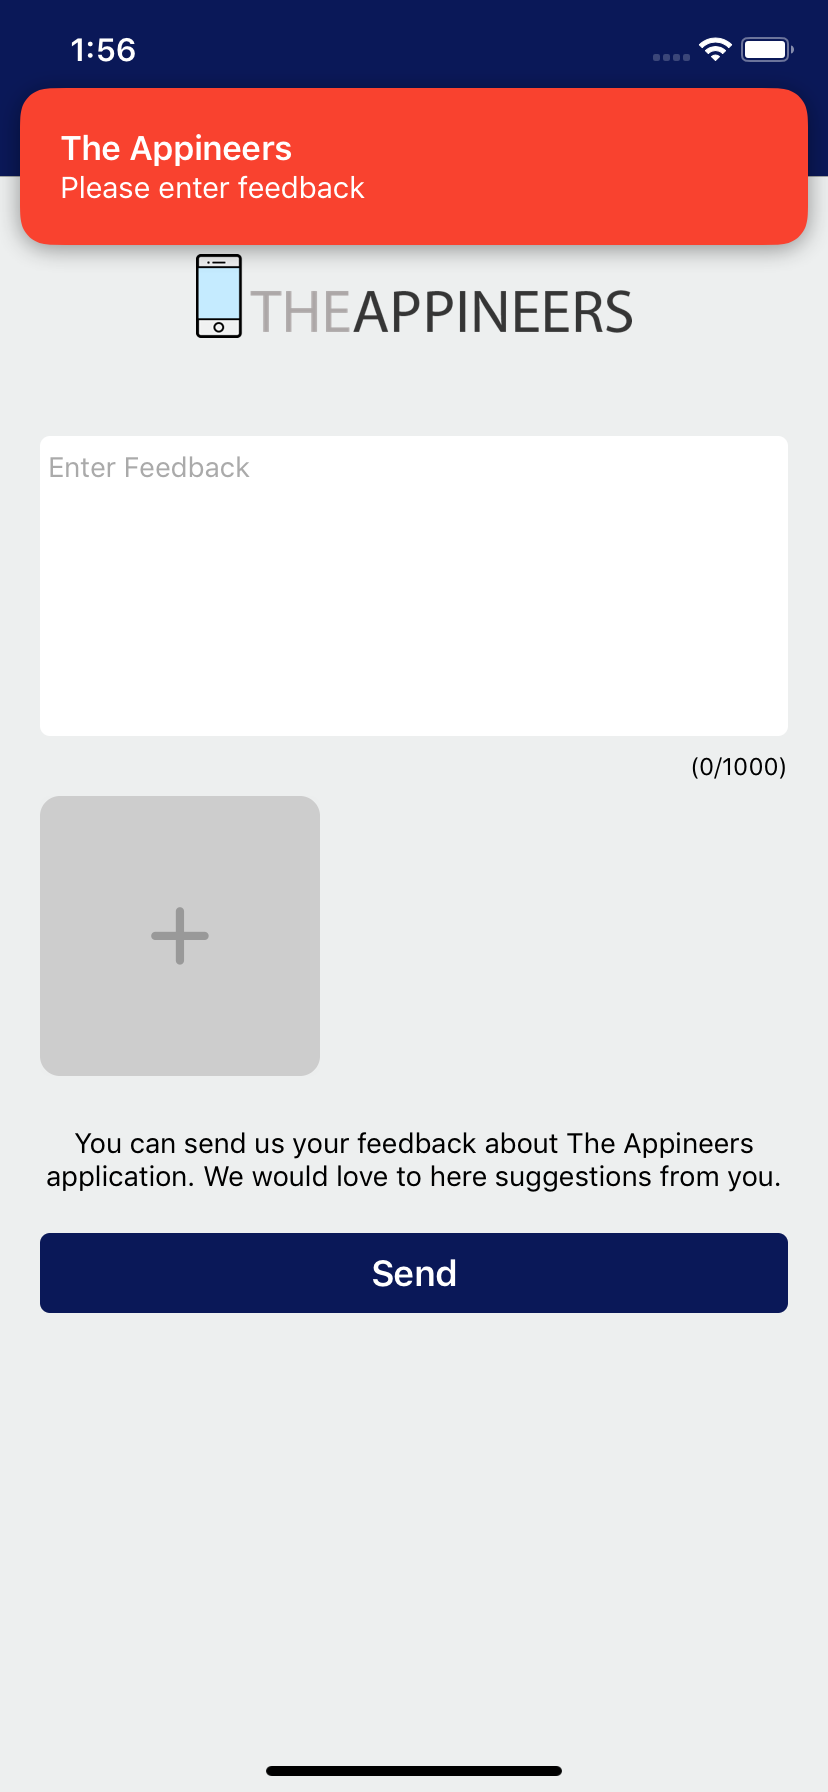 1:56
The Appineers
Please enter feedback
THEAPPINEERS
Enter Feedback
(0/1000)
You can send us your feedback about The Appineers
application. We would love to here suggestions from you.
Send